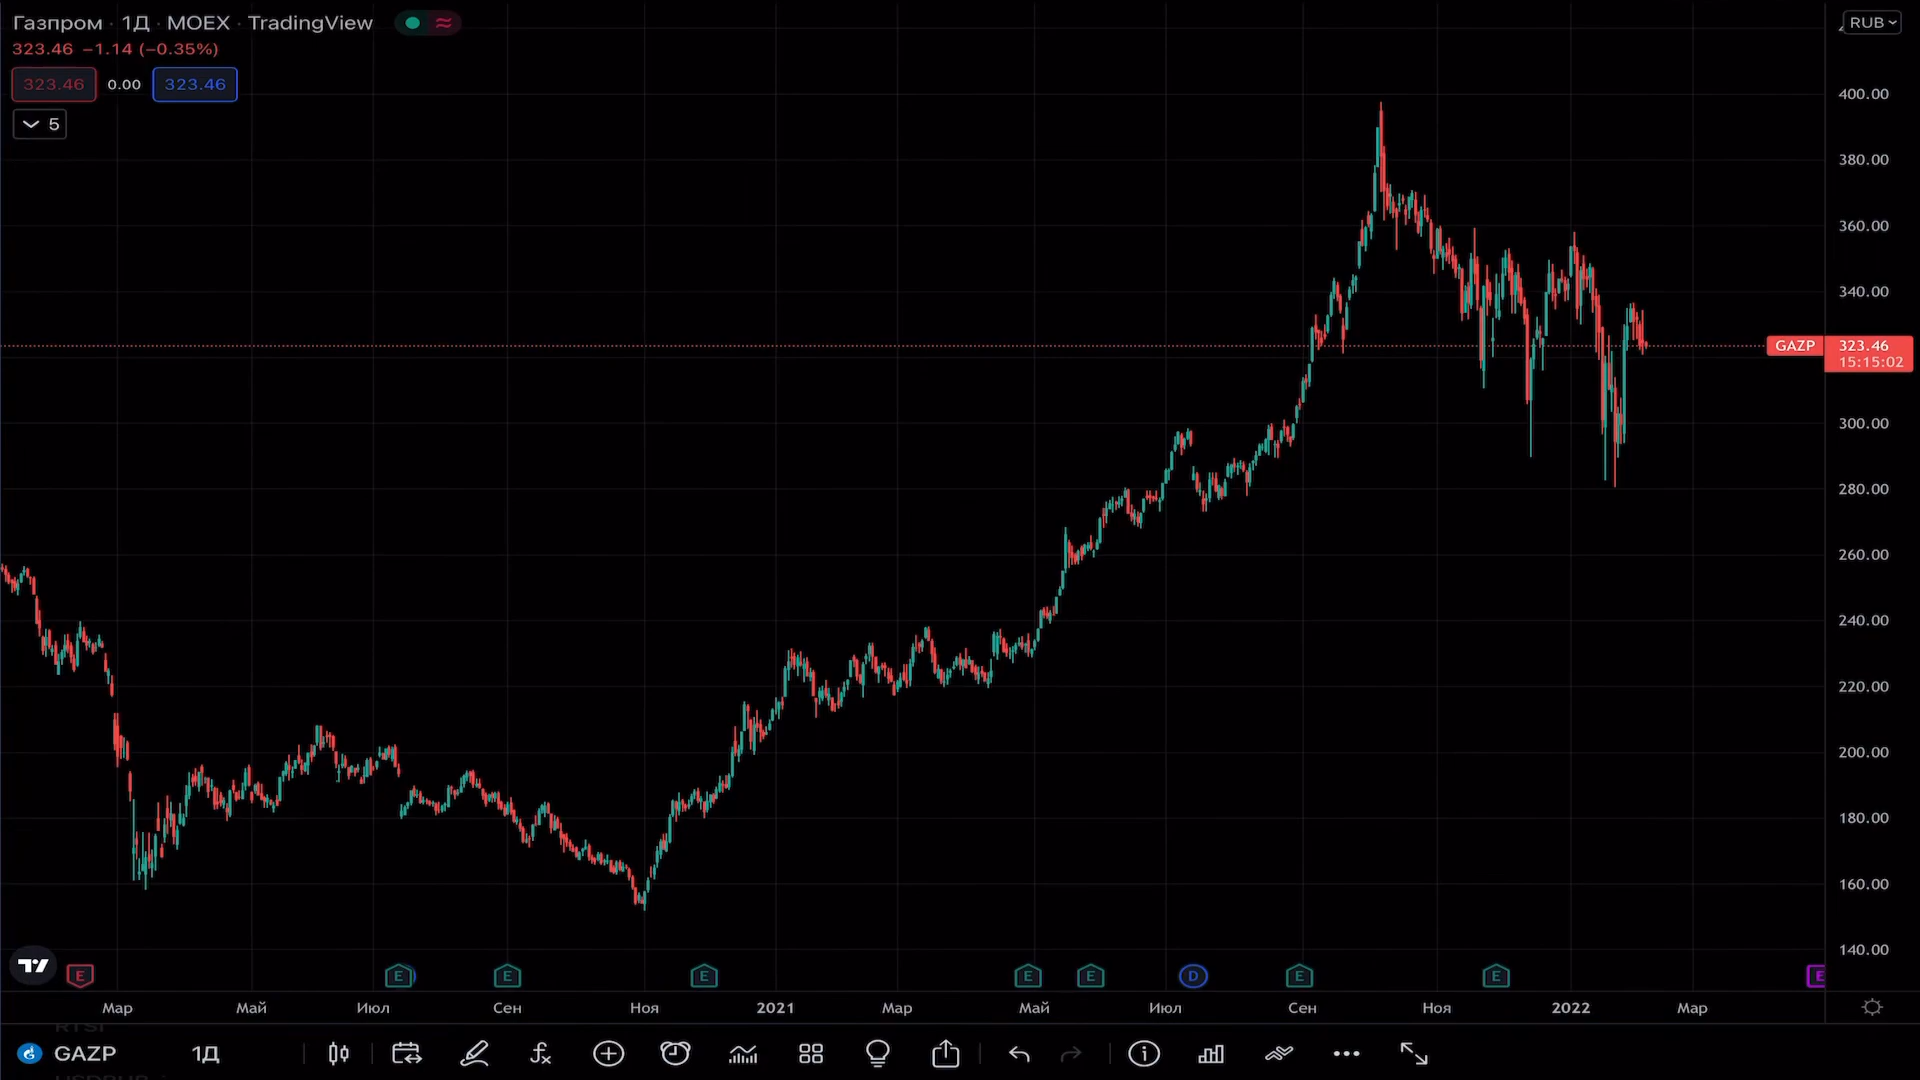 Газпром · 1Д · MOEX · TradingView
323.46 −1.14 (−0.35%)
323.46 0.00 323.46
5
RUB
400.00
380.00
360.00
340.00
GAZP 323.46
15:15:02
300.00
280.00
260.00
240.00
220.00
200.00
180.00
160.00
140.00
E E E E E E D E E E
Мар Май Июл Сен Ноя 2021 Мар Май Июл Сен Ноя 2022 Мар
GAZP 1Д